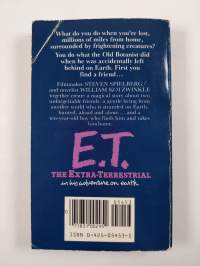 What do you do when you're lost,
millions of miles from home,
surrounded by frightening creatures?
You do what the Old Botanist did
when he was accidentally left
behind on Earth. First you
find a friend...
Filmmaker STEVEN SPIELBERG
and novelist WILLIAM KOTZWINKLE
create a magical story about two
unforgettable friends: a gentle living from
another world who is stranded on Earth,
hunted, afraid and alone... and a
ten-year-old boy who finds him and takes
him home.
E.T.
THE EXTRA-TERRESTRIAL
in his adventure on earth
ISBN 0-425-05453-3